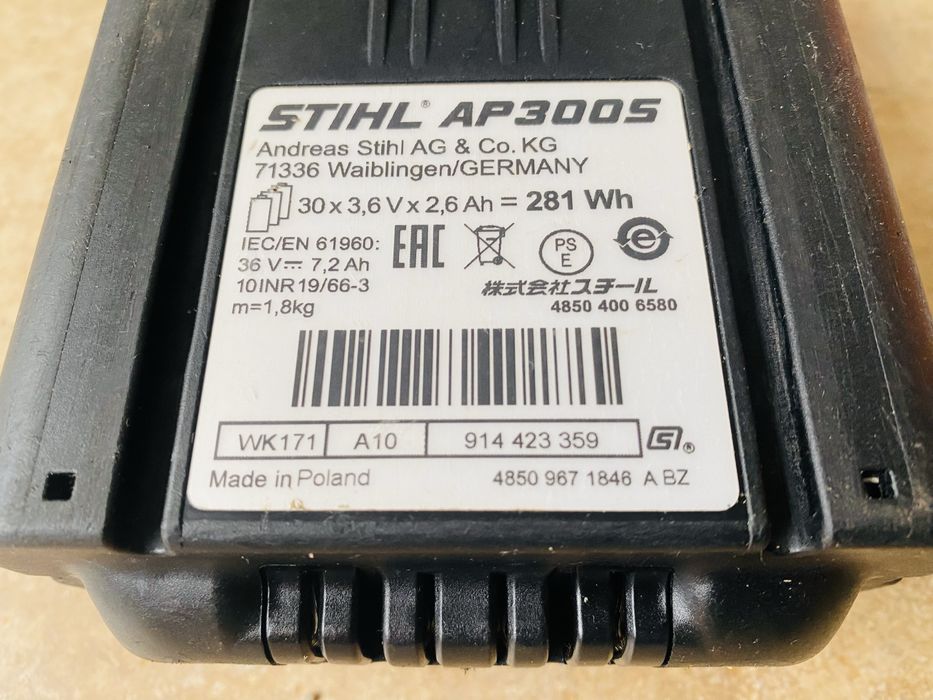 STIHL® AP300S
Andreas Stihl AG & Co. KG
71336 Waiblingen/GERMANY
30 x 3,6 V x 2,6 Ah = 281 Wh
IEC/EN 61960:
36 V⎓ 7,2 Ah
10INR19/66-3
m=1,8kg
EAC
PS
E
e
株式会社スチール
4850 400 6580
WK171 A10 914 423 359
Made in Poland 4850 967 1846 A BZ